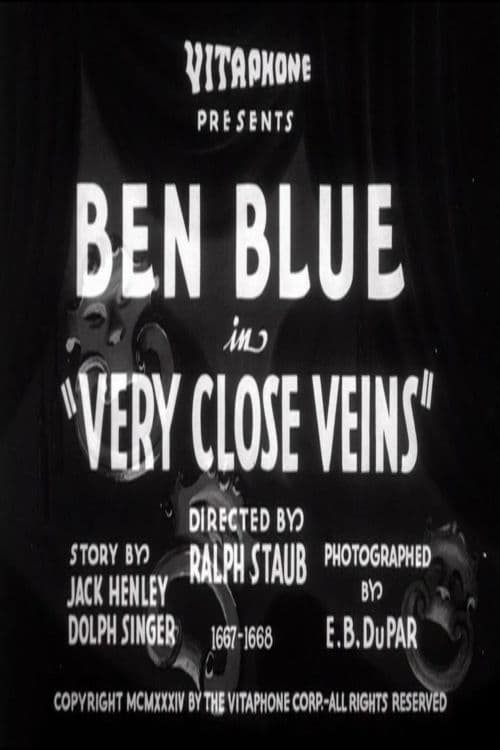 VITAPHONE
PRESENTS
BEN BLUE
in
"VERY CLOSE VEINS"
DIRECTED BY
RALPH STAUB
STORY BY
JACK HENLEY
DOLPH SINGER
1667-1668
PHOTOGRAPHED
BY
E.B. DuPAR
COPYRIGHT MCMXXXIV BY THE VITAPHONE CORP.-ALL RIGHTS RESERVED